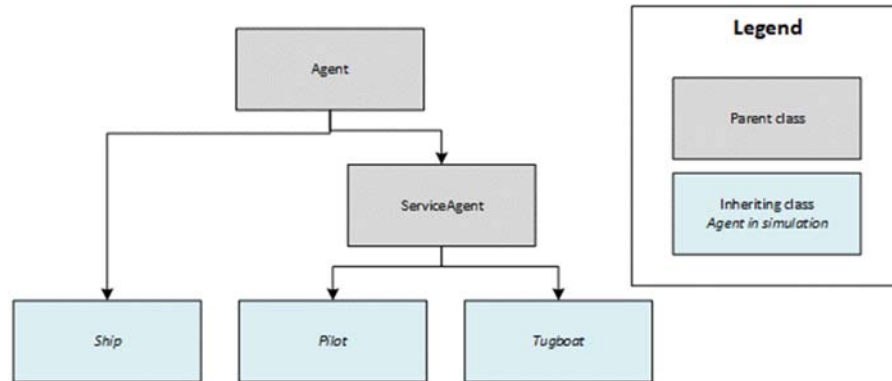 Legend
Agent
Parent class
ServiceAgent
Inheriting class
Agent in simulation
Ship
Pilot
Tugboat